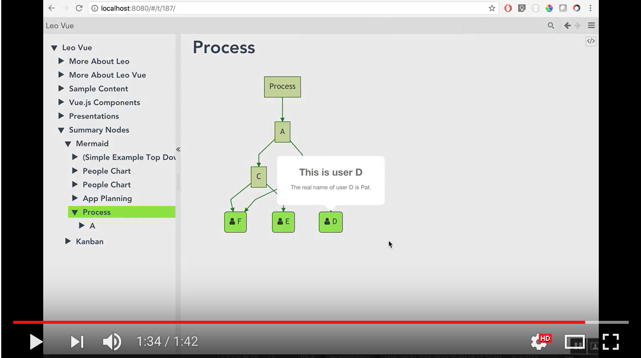 localhost:8080/#/t/187/
Leo Vue
Process
Leo Vue
More About Leo
More About Leo Vue
Sample Content
Vue.js Components
Presentations
Summary Nodes
Mermaid
(Simple Example Top Dov
People Chart
People Chart
App Planning
Process
A
Kanban
Process
A
C
This is user D
The real name of user D is Pat.
F
E
D
1:34 / 1:42
HD